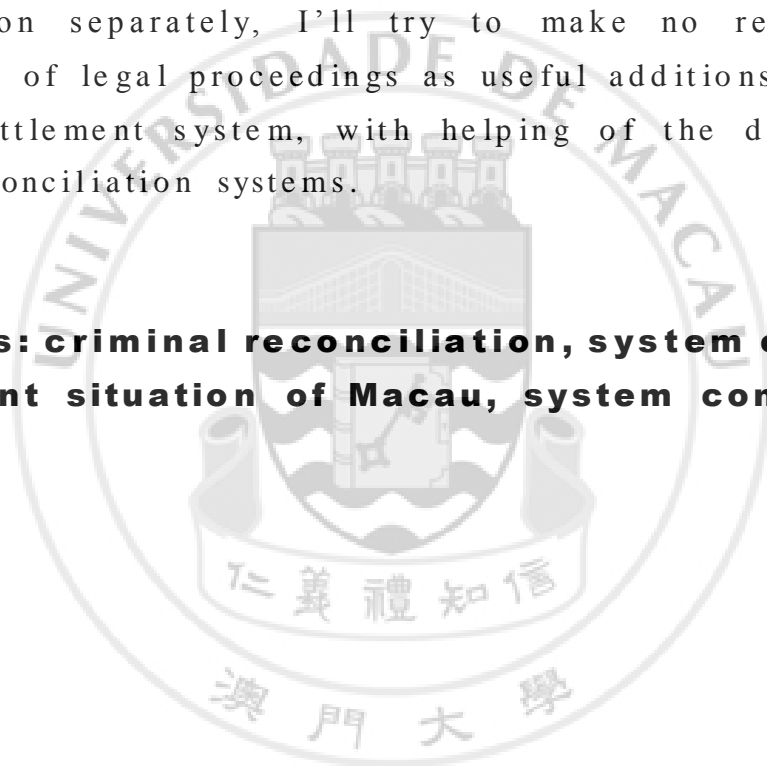 on separately, I'll try to make no re
of legal proceedings as useful additions
ttlement system, with helping of the d
onciliation systems.
s: criminal reconciliation, system c
nt situation of Macau, system con
UNIVERSIDADE DE MACAU
仁義禮知信
澳門大學